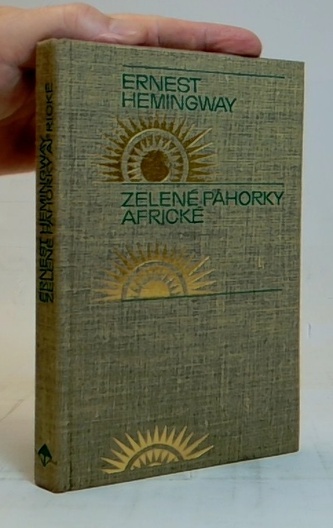 ERNEST
HEMINGWAY
ZELENÉ PAHORKY
AFRICKÉ
ERNEST HEMINGWAY
ZELENÉ PAHORKY AFRICKÉ